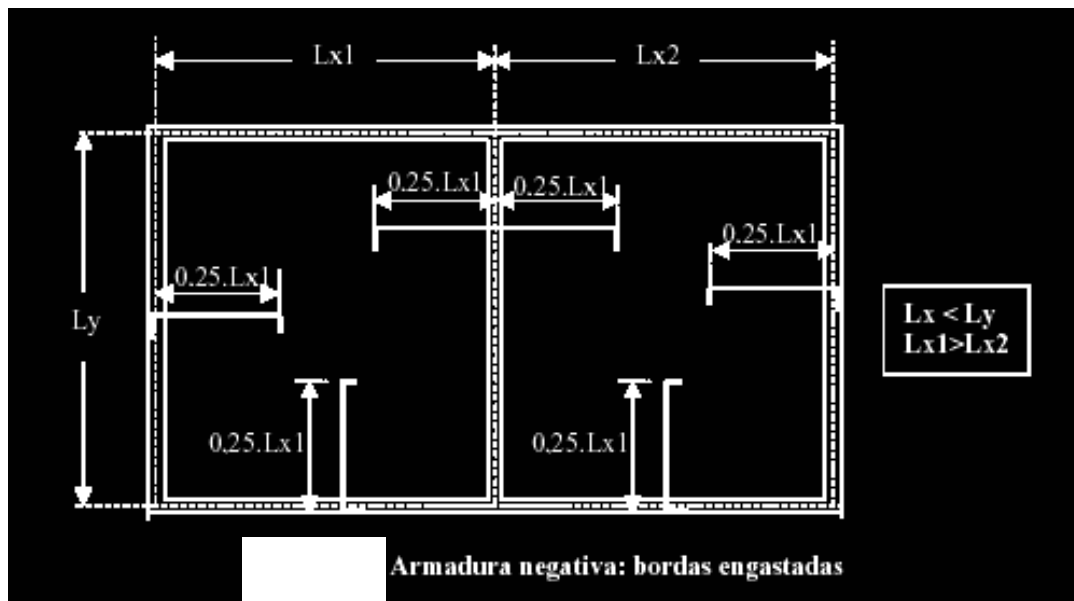 Lx1
Lx2
0.25.Lx1
0.25.Lx1
0.25.Lx1
0.25.Lx1
Ly
Lx < Ly
Lx1>Lx2
0,25.Lx1
0,25.Lx1
Armadura negativa: bordas engastadas